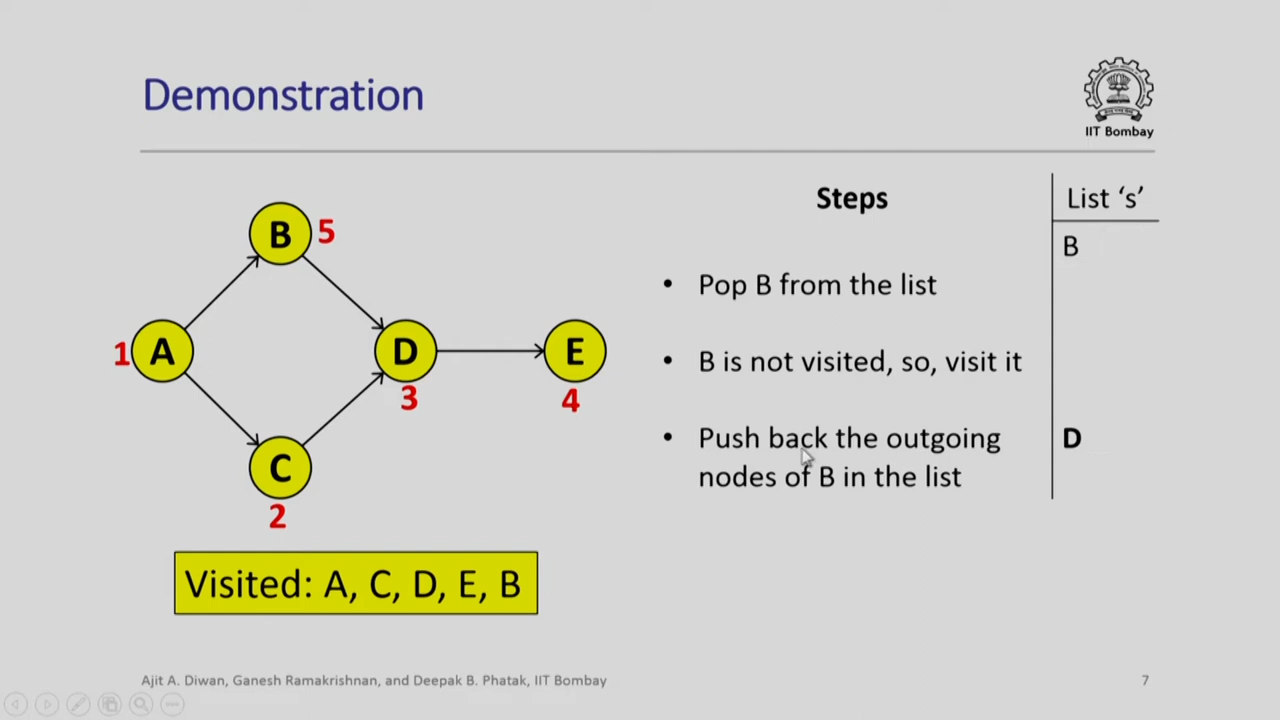 Demonstration
IIT Bombay
Steps
List ‘s’
B
• Pop B from the list
• B is not visited, so, visit it
• Push back the outgoing
nodes of B in the list
D
B 5
1 A
D
3
E
4
C
2
Visited: A, C, D, E, B
Ajit A. Diwan, Ganesh Ramakrishnan, and Deepak B. Phatak, IIT Bombay
7